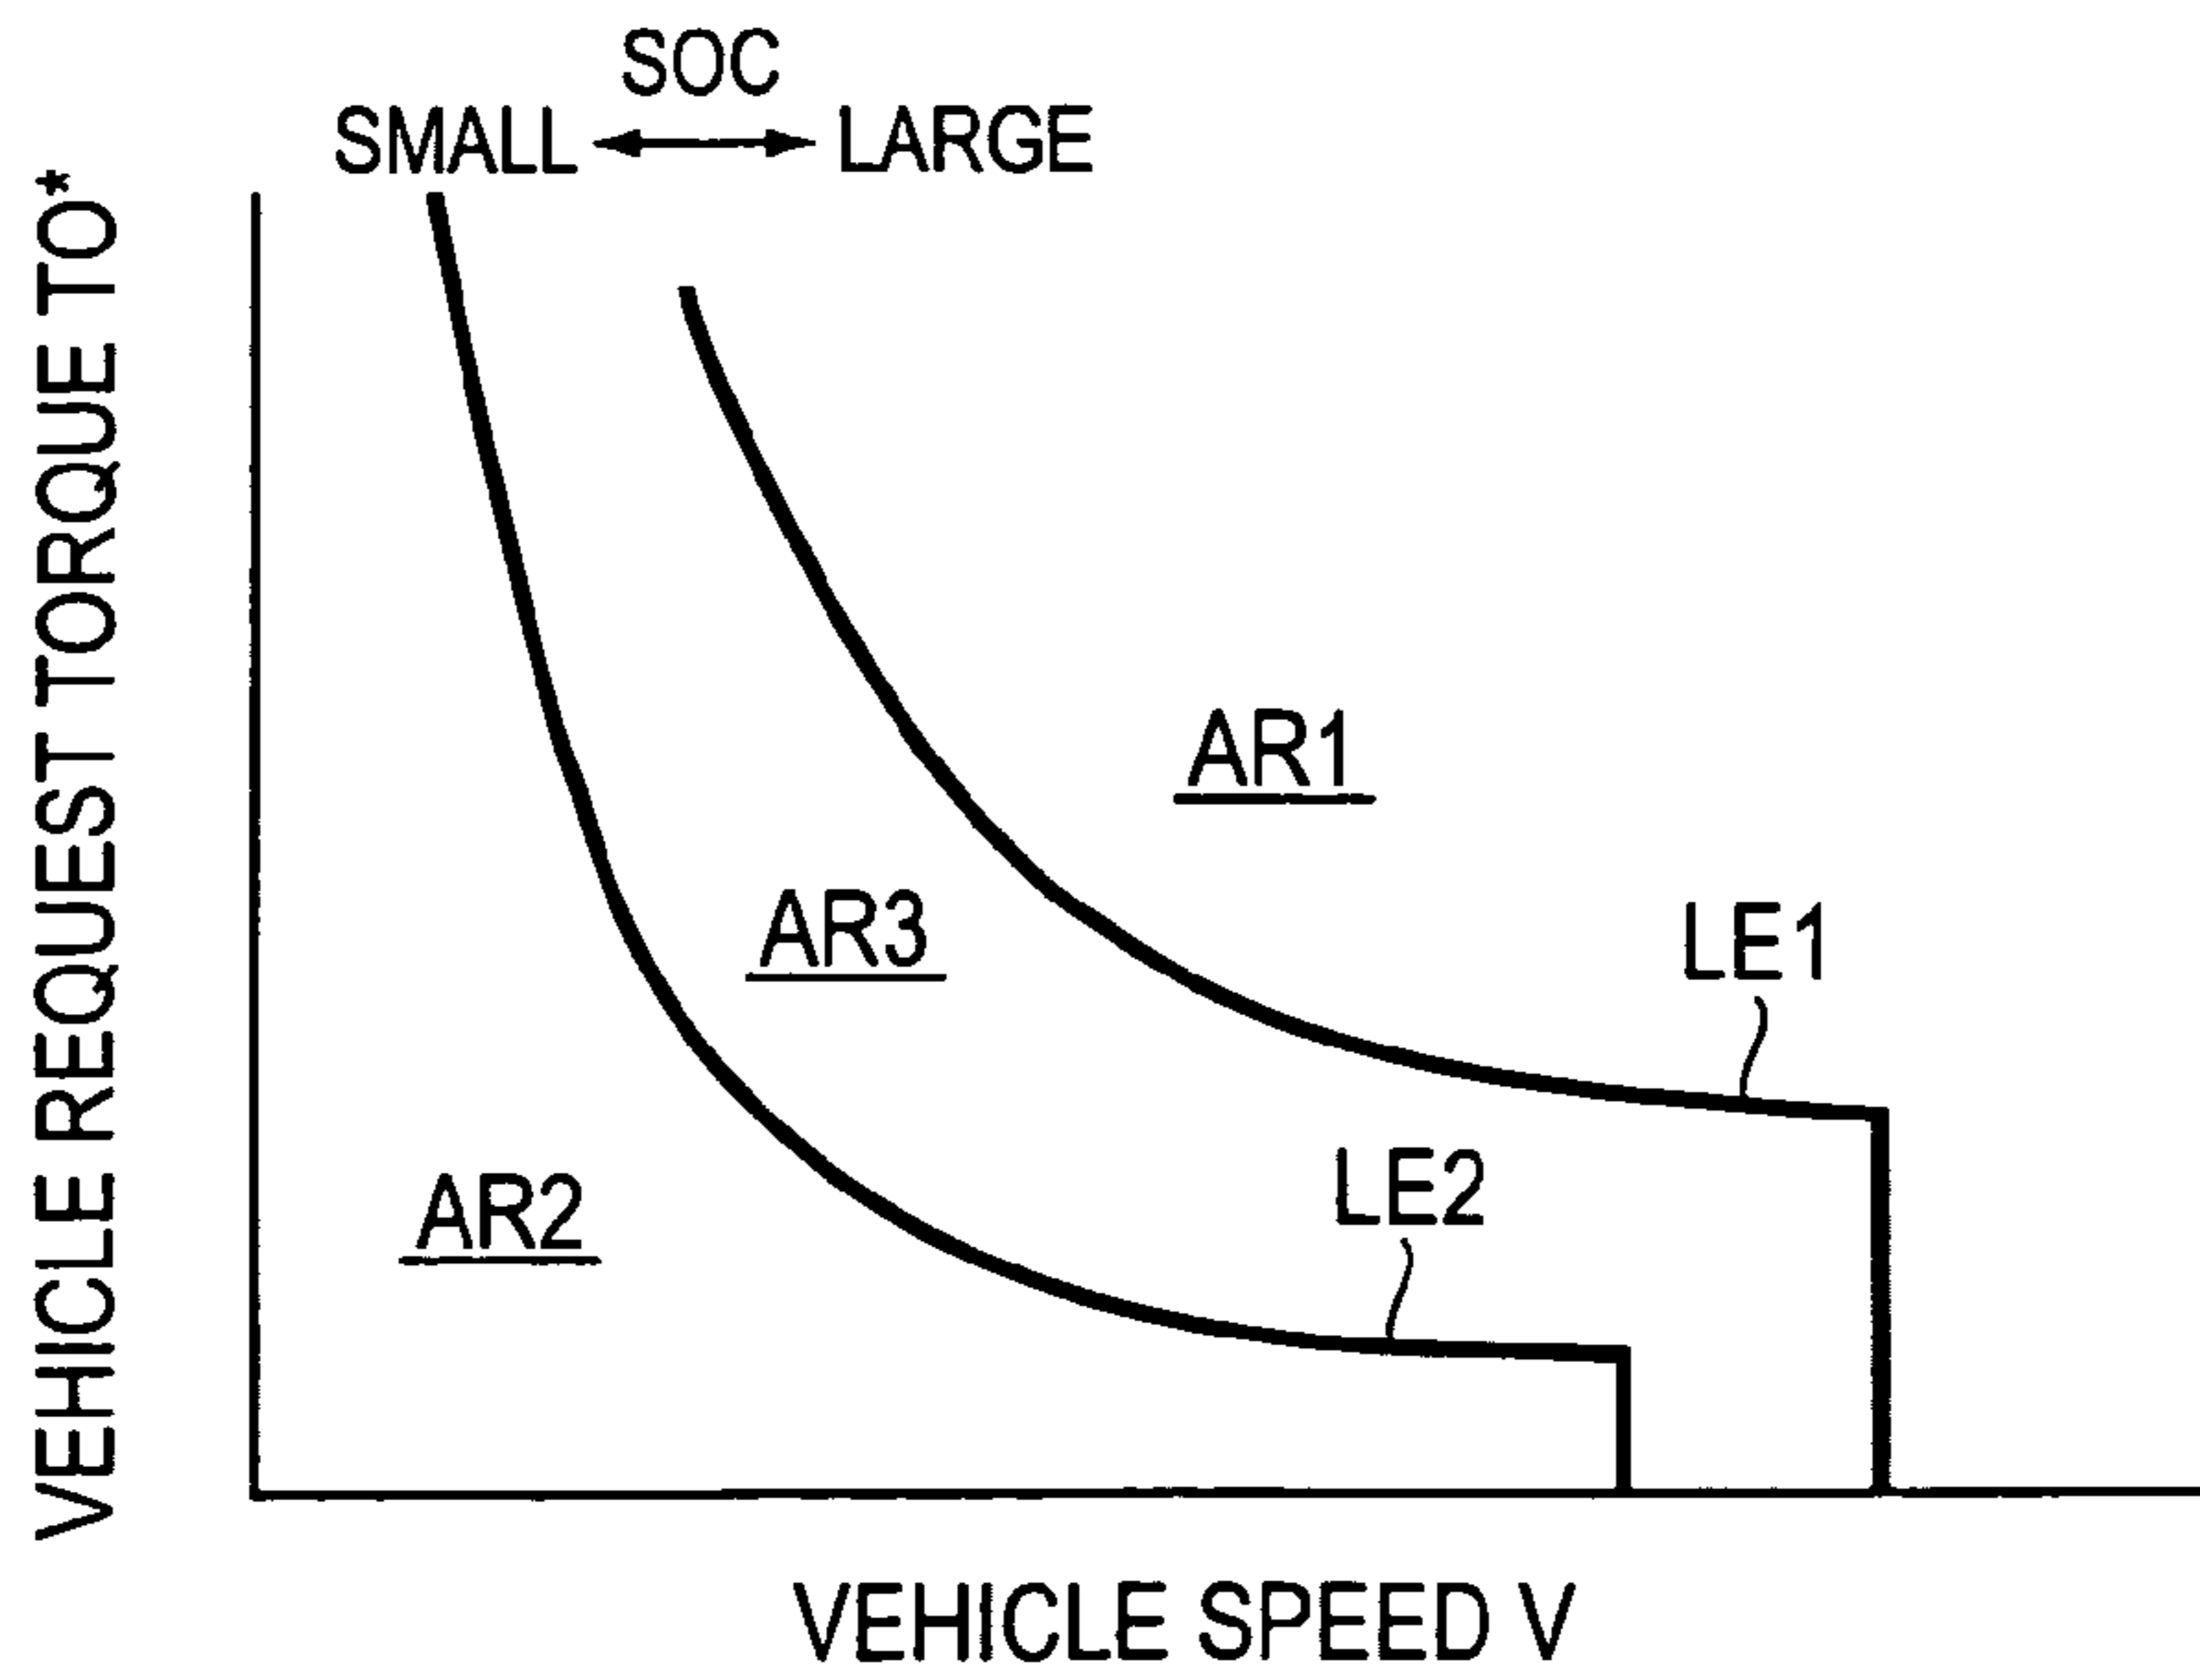 SOC
SMALL LARGE
VEHICLE REQUEST TORQUE TO*
AR1
AR3
LE1
LE2
AR2
VEHICLE SPEED V